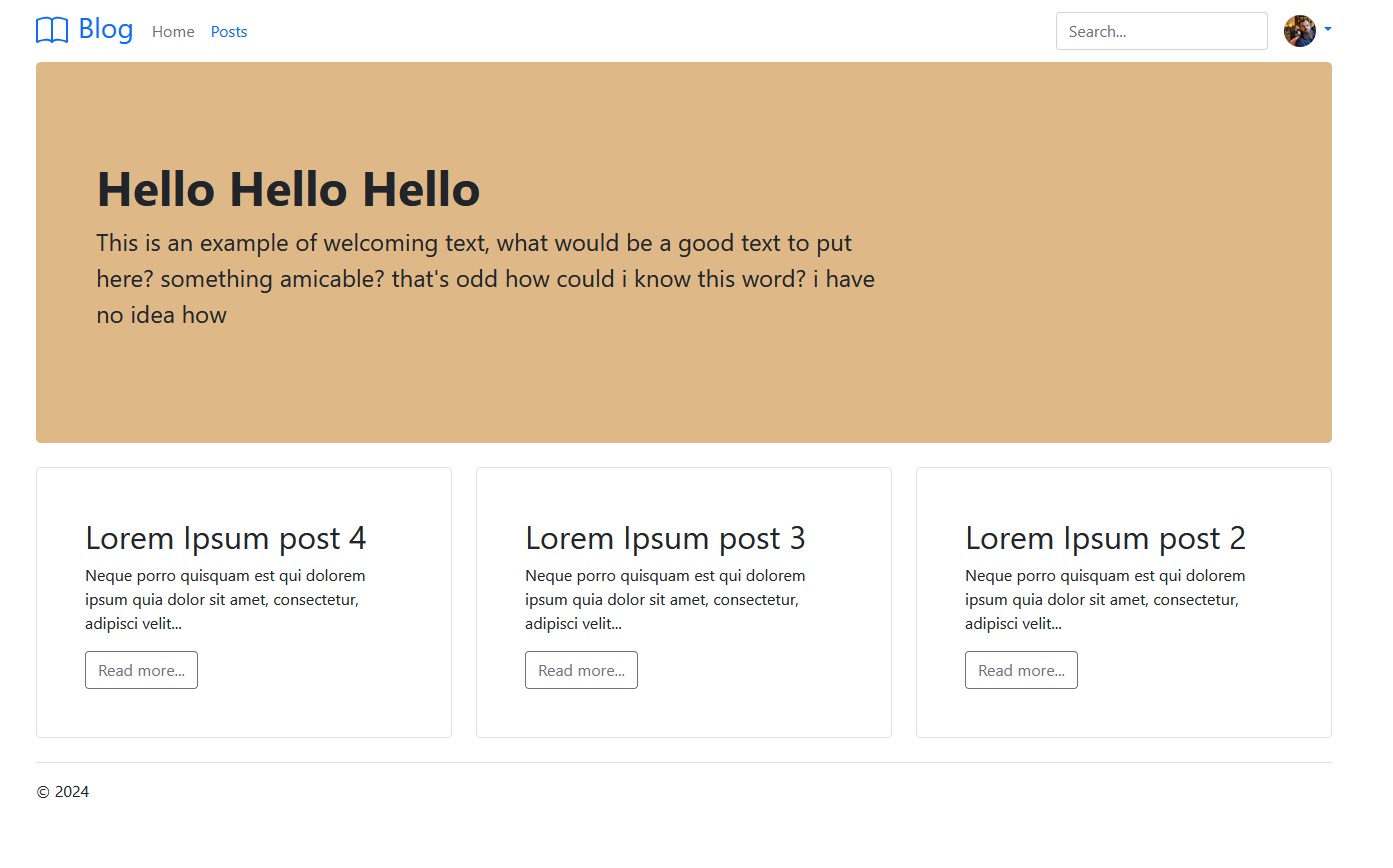 Blog Home Posts Search...
Hello Hello Hello
This is an example of welcoming text, what would be a good text to put
here? something amicable? that's odd how could i know this word? i have
no idea how
Lorem Ipsum post 4
Neque porro quisquam est qui dolorem
ipsum quia dolor sit amet, consectetur,
adipisci velit...
Read more...
Lorem Ipsum post 3
Neque porro quisquam est qui dolorem
ipsum quia dolor sit amet, consectetur,
adipisci velit...
Read more...
Lorem Ipsum post 2
Neque porro quisquam est qui dolorem
ipsum quia dolor sit amet, consectetur,
adipisci velit...
Read more...
© 2024